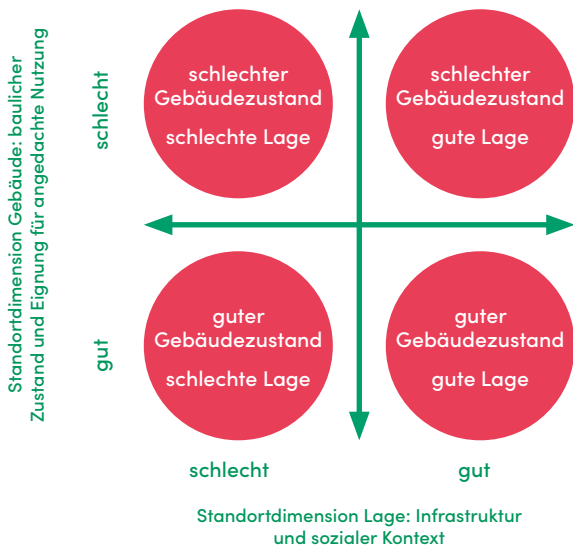 Standortdimension Gebäude: baulicher
Zustand und Eignung für angedachte Nutzung
schlecht
schlechter
Gebäudezustand
schlechte Lage
schlechter
Gebäudezustand
gute Lage
gut
guter
Gebäudezustand
schlechte Lage
guter
Gebäudezustand
gute Lage
schlecht
gut
Standortdimension Lage: Infrastruktur
und sozialer Kontext